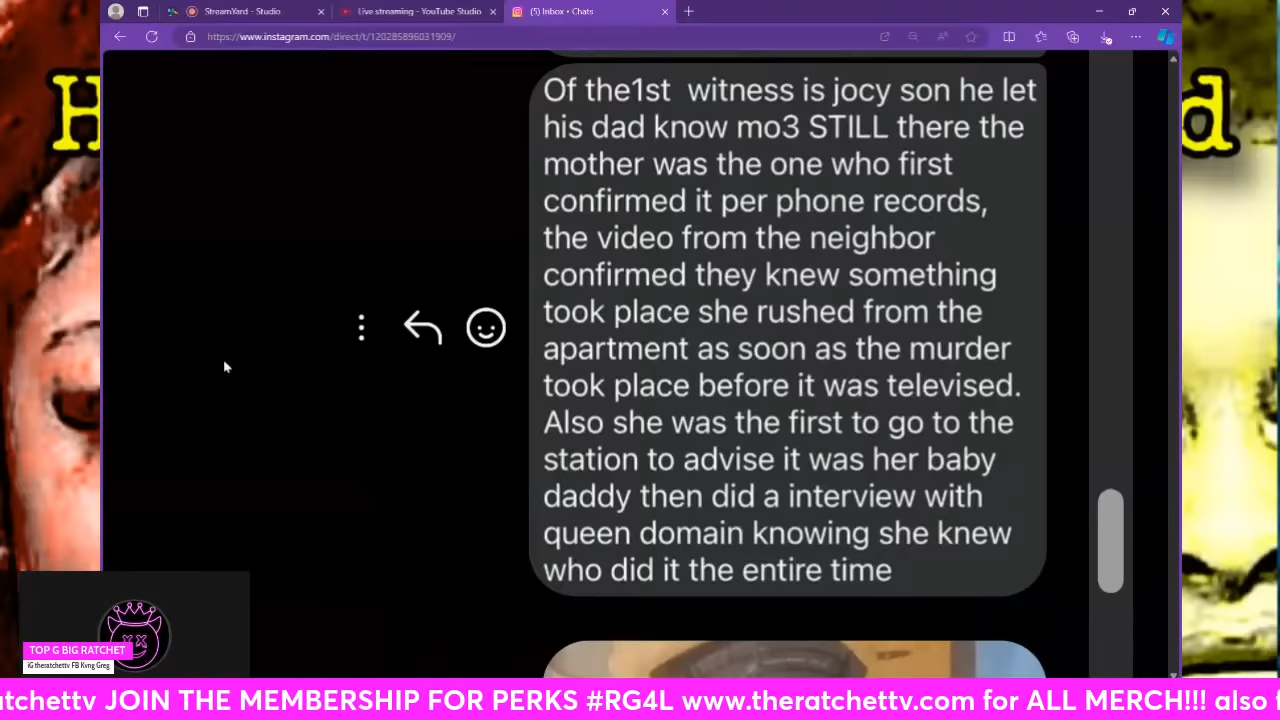 StreamYard - Studio
Live streaming - YouTube Studio
(5) Inbox • Chats
https://www.instagram.com/direct/t/120285896031909/
H
d
Of the1st witness is jocy son he let
his dad know mo3 STILL there the
mother was the one who first
confirmed it per phone records,
the video from the neighbor
confirmed they knew something
took place she rushed from the
apartment as soon as the murder
took place before it was televised.
Also she was the first to go to the
station to advise it was her baby
daddy then did a interview with
queen domain knowing she knew
who did it the entire time
TOP G BIG RATCHET
iG theratchettv FB Kvng Greg
atchettv JOIN THE MEMBERSHIP FOR PERKS #RG4L www.theratchettv.com for ALL MERCH!!! also